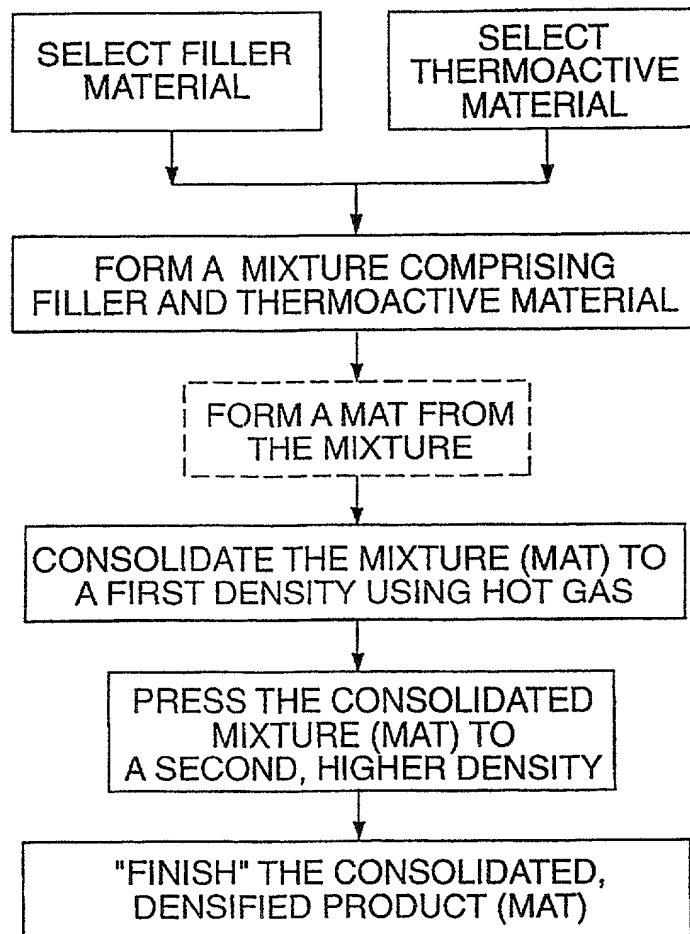 SELECT FILLER
MATERIAL
SELECT
THERMOACTIVE
MATERIAL
FORM A MIXTURE COMPRISING
FILLER AND THERMOACTIVE MATERIAL
FORM A MAT FROM
THE MIXTURE
CONSOLIDATE THE MIXTURE (MAT) TO
A FIRST DENSITY USING HOT GAS
PRESS THE CONSOLIDATED
MIXTURE (MAT) TO
A SECOND, HIGHER DENSITY
"FINISH" THE CONSOLIDATED,
DENSIFIED PRODUCT (MAT)